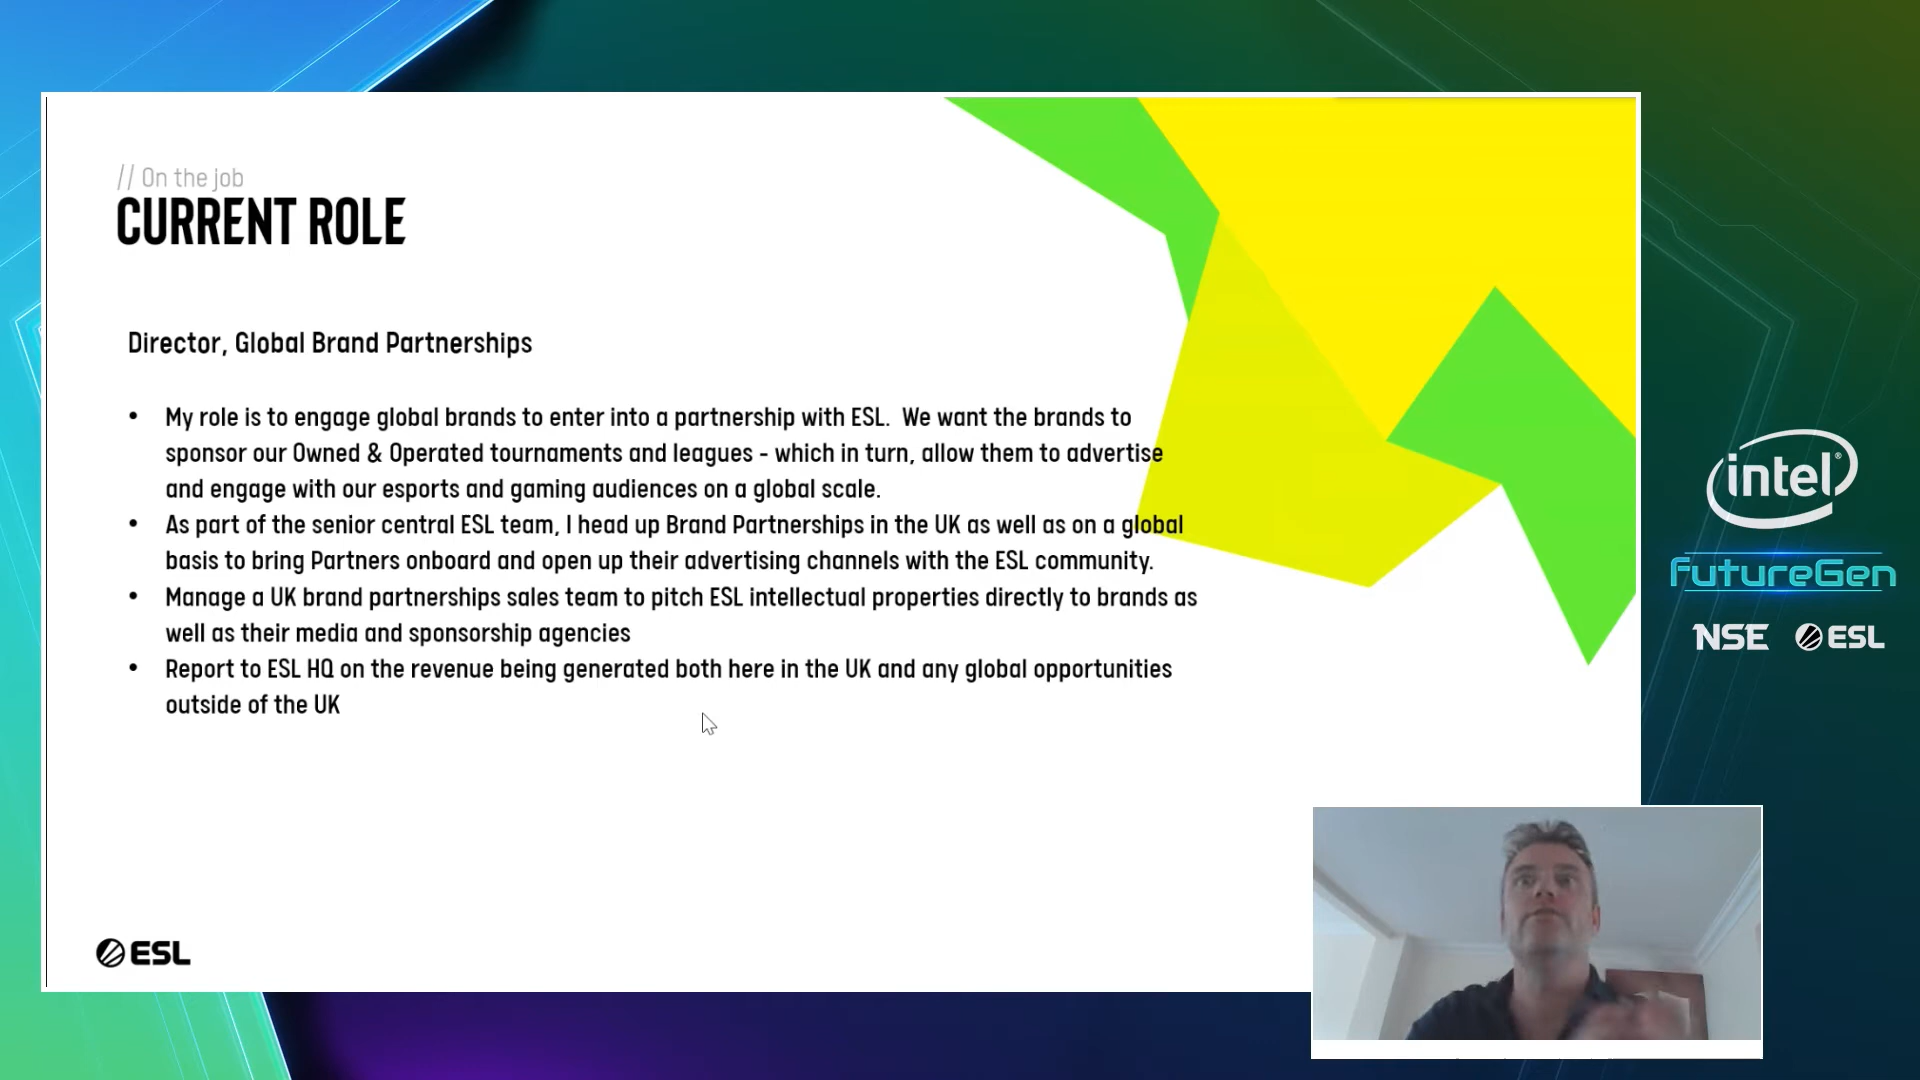 // On the job
CURRENT ROLE
Director, Global Brand Partnerships
• My role is to engage global brands to enter into a partnership with ESL.  We want the brands to
sponsor our Owned & Operated tournaments and leagues - which in turn, allow them to advertise
and engage with our esports and gaming audiences on a global scale.
• As part of the senior central ESL team, I head up Brand Partnerships in the UK as well as on a global
basis to bring Partners onboard and open up their advertising channels with the ESL community.
• Manage a UK brand partnerships sales team to pitch ESL intellectual properties directly to brands as
well as their media and sponsorship agencies
• Report to ESL HQ on the revenue being generated both here in the UK and any global opportunities
outside of the UK
ESL
intel®
FutureGen
NSE ESL